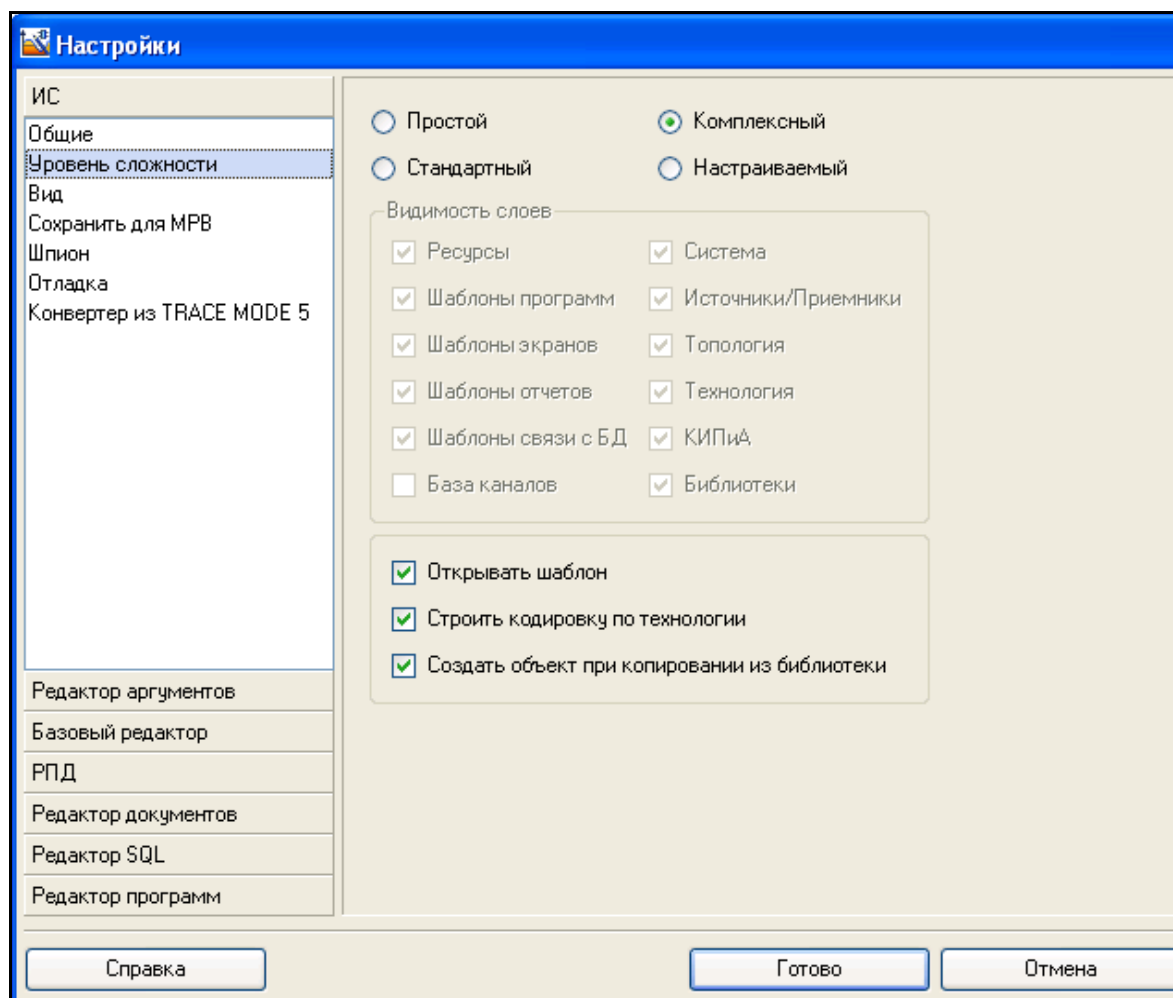 Настройки
ИС
Общие
Уровень сложности
Вид
Сохранить для МРВ
Шпион
Отладка
Конвертер из TRACE MODE 5
Редактор аргументов
Базовый редактор
РПД
Редактор документов
Редактор SQL
Редактор программ
Простой
Комплексный
Стандартный
Настраиваемый
Видимость слоев
Ресурсы
Система
Шаблоны программ
Источники/Приемники
Шаблоны экранов
Топология
Шаблоны отчетов
Технология
Шаблоны связи с БД
КИПиА
База каналов
Библиотеки
Открывать шаблон
Строить кодировку по технологии
Создать объект при копировании из библиотеки
Справка
Готово
Отмена